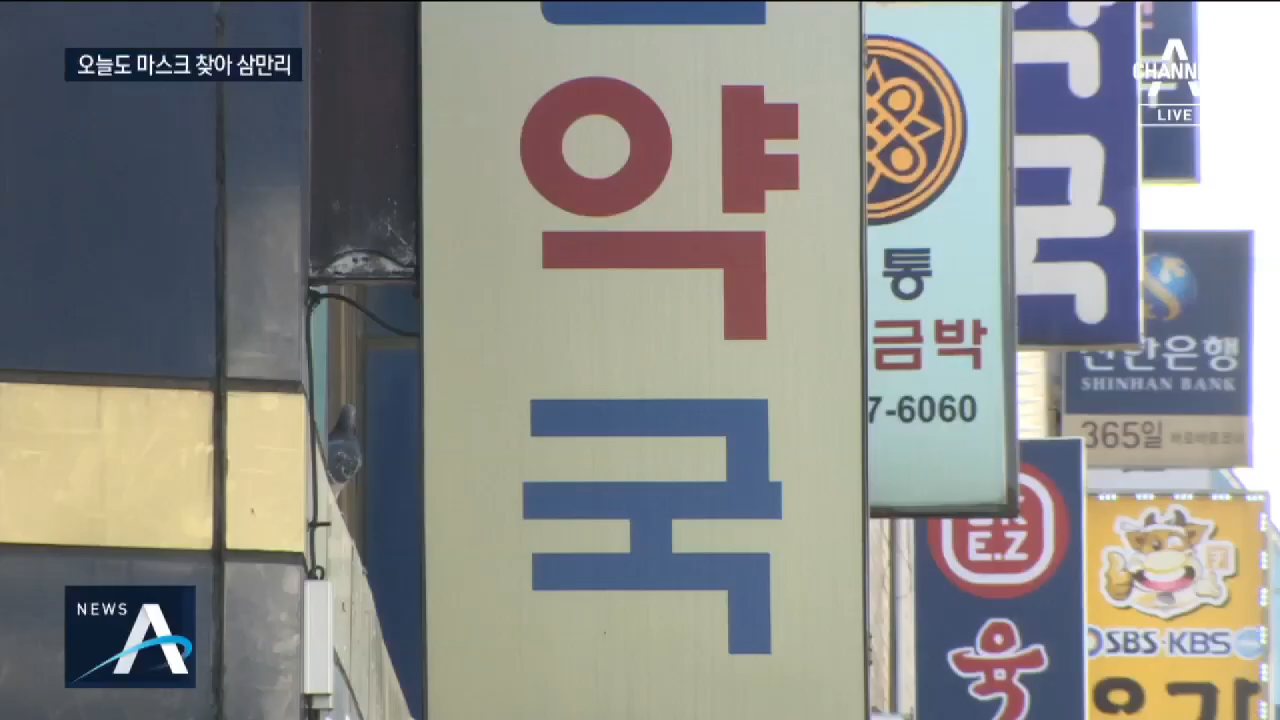 오늘도 마스크 찾아 삼만리
CHANN
LIVE
약국
통
금박
7-6060
국
신한은행
SHINHAN BANK
365일
E.Z
육
SBS·KBS
NEWS A